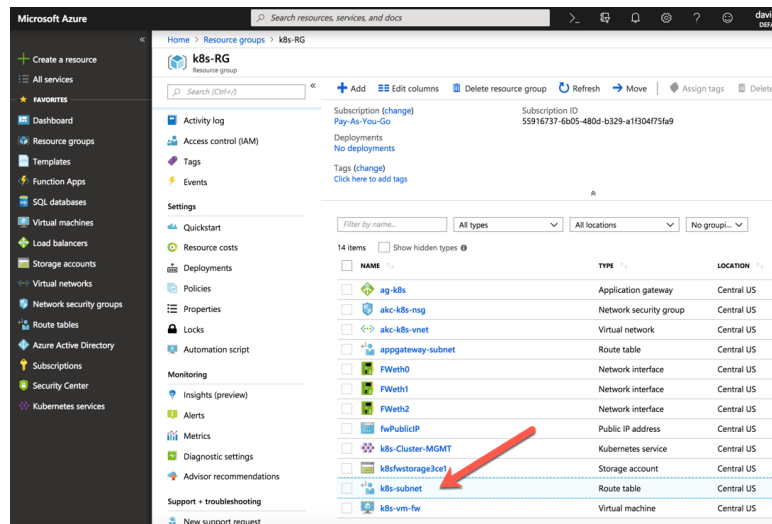 Microsoft Azure
Search resources, services, and docs
davi
DEFA
Home > Resource groups > k8s-RG
Create a resource
All services
FAVORITES
Dashboard
Resource groups
Templates
Function Apps
SQL databases
Virtual machines
Load balancers
Storage accounts
Virtual networks
Network security groups
Route tables
Azure Active Directory
Subscriptions
Security Center
Kubernetes services
k8s-RG
Resource group
Search (Ctrl+/)
Activity log
Access control (IAM)
Tags
Events
Settings
Quickstart
Resource costs
Deployments
Policies
Properties
Locks
Automation script
Monitoring
Insights (preview)
Alerts
Metrics
Diagnostic settings
Advisor recommendations
Support + troubleshooting
New support request
Add Edit columns Delete resource group Refresh Move Assign tags Delete
Subscription (change) Subscription ID
Pay-As-You-Go 55916737-6b05-480d-b329-a1f304f75fa9
Deployments
No deployments
Tags (change)
Click here to add tags
Filter by name... All types All locations No groupi...
14 items Show hidden types
NAME TYPE LOCATION
ag-k8s Application gateway Central US
akc-k8s-nsg Network security group Central US
akc-k8s-vnet Virtual network Central US
appgateway-subnet Route table Central US
FWeth0 Network interface Central US
FWeth1 Network interface Central US
FWeth2 Network interface Central US
fwPublicIP Public IP address Central US
k8s-Cluster-MGMT Kubernetes service Central US
k8sfwstorage3ce1 Storage account Central US
k8s-subnet Route table Central US
k8s-vm-fw Virtual machine Central US